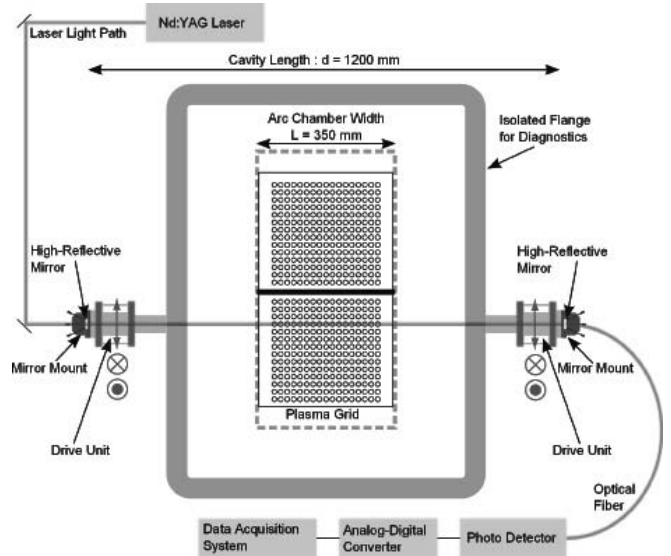 Nd:YAG Laser
Laser Light Path
Cavity Length : d = 1200 mm
Arc Chamber Width
L = 350 mm
Isolated Flange
for Diagnostics
High-Reflective
Mirror
High-Reflective
Mirror
Mirror Mount
Mirror Mount
Drive Unit
Drive Unit
Plasma Grid
Optical
Fiber
Data Acquisition
System
Analog-Digital
Converter
Photo Detector